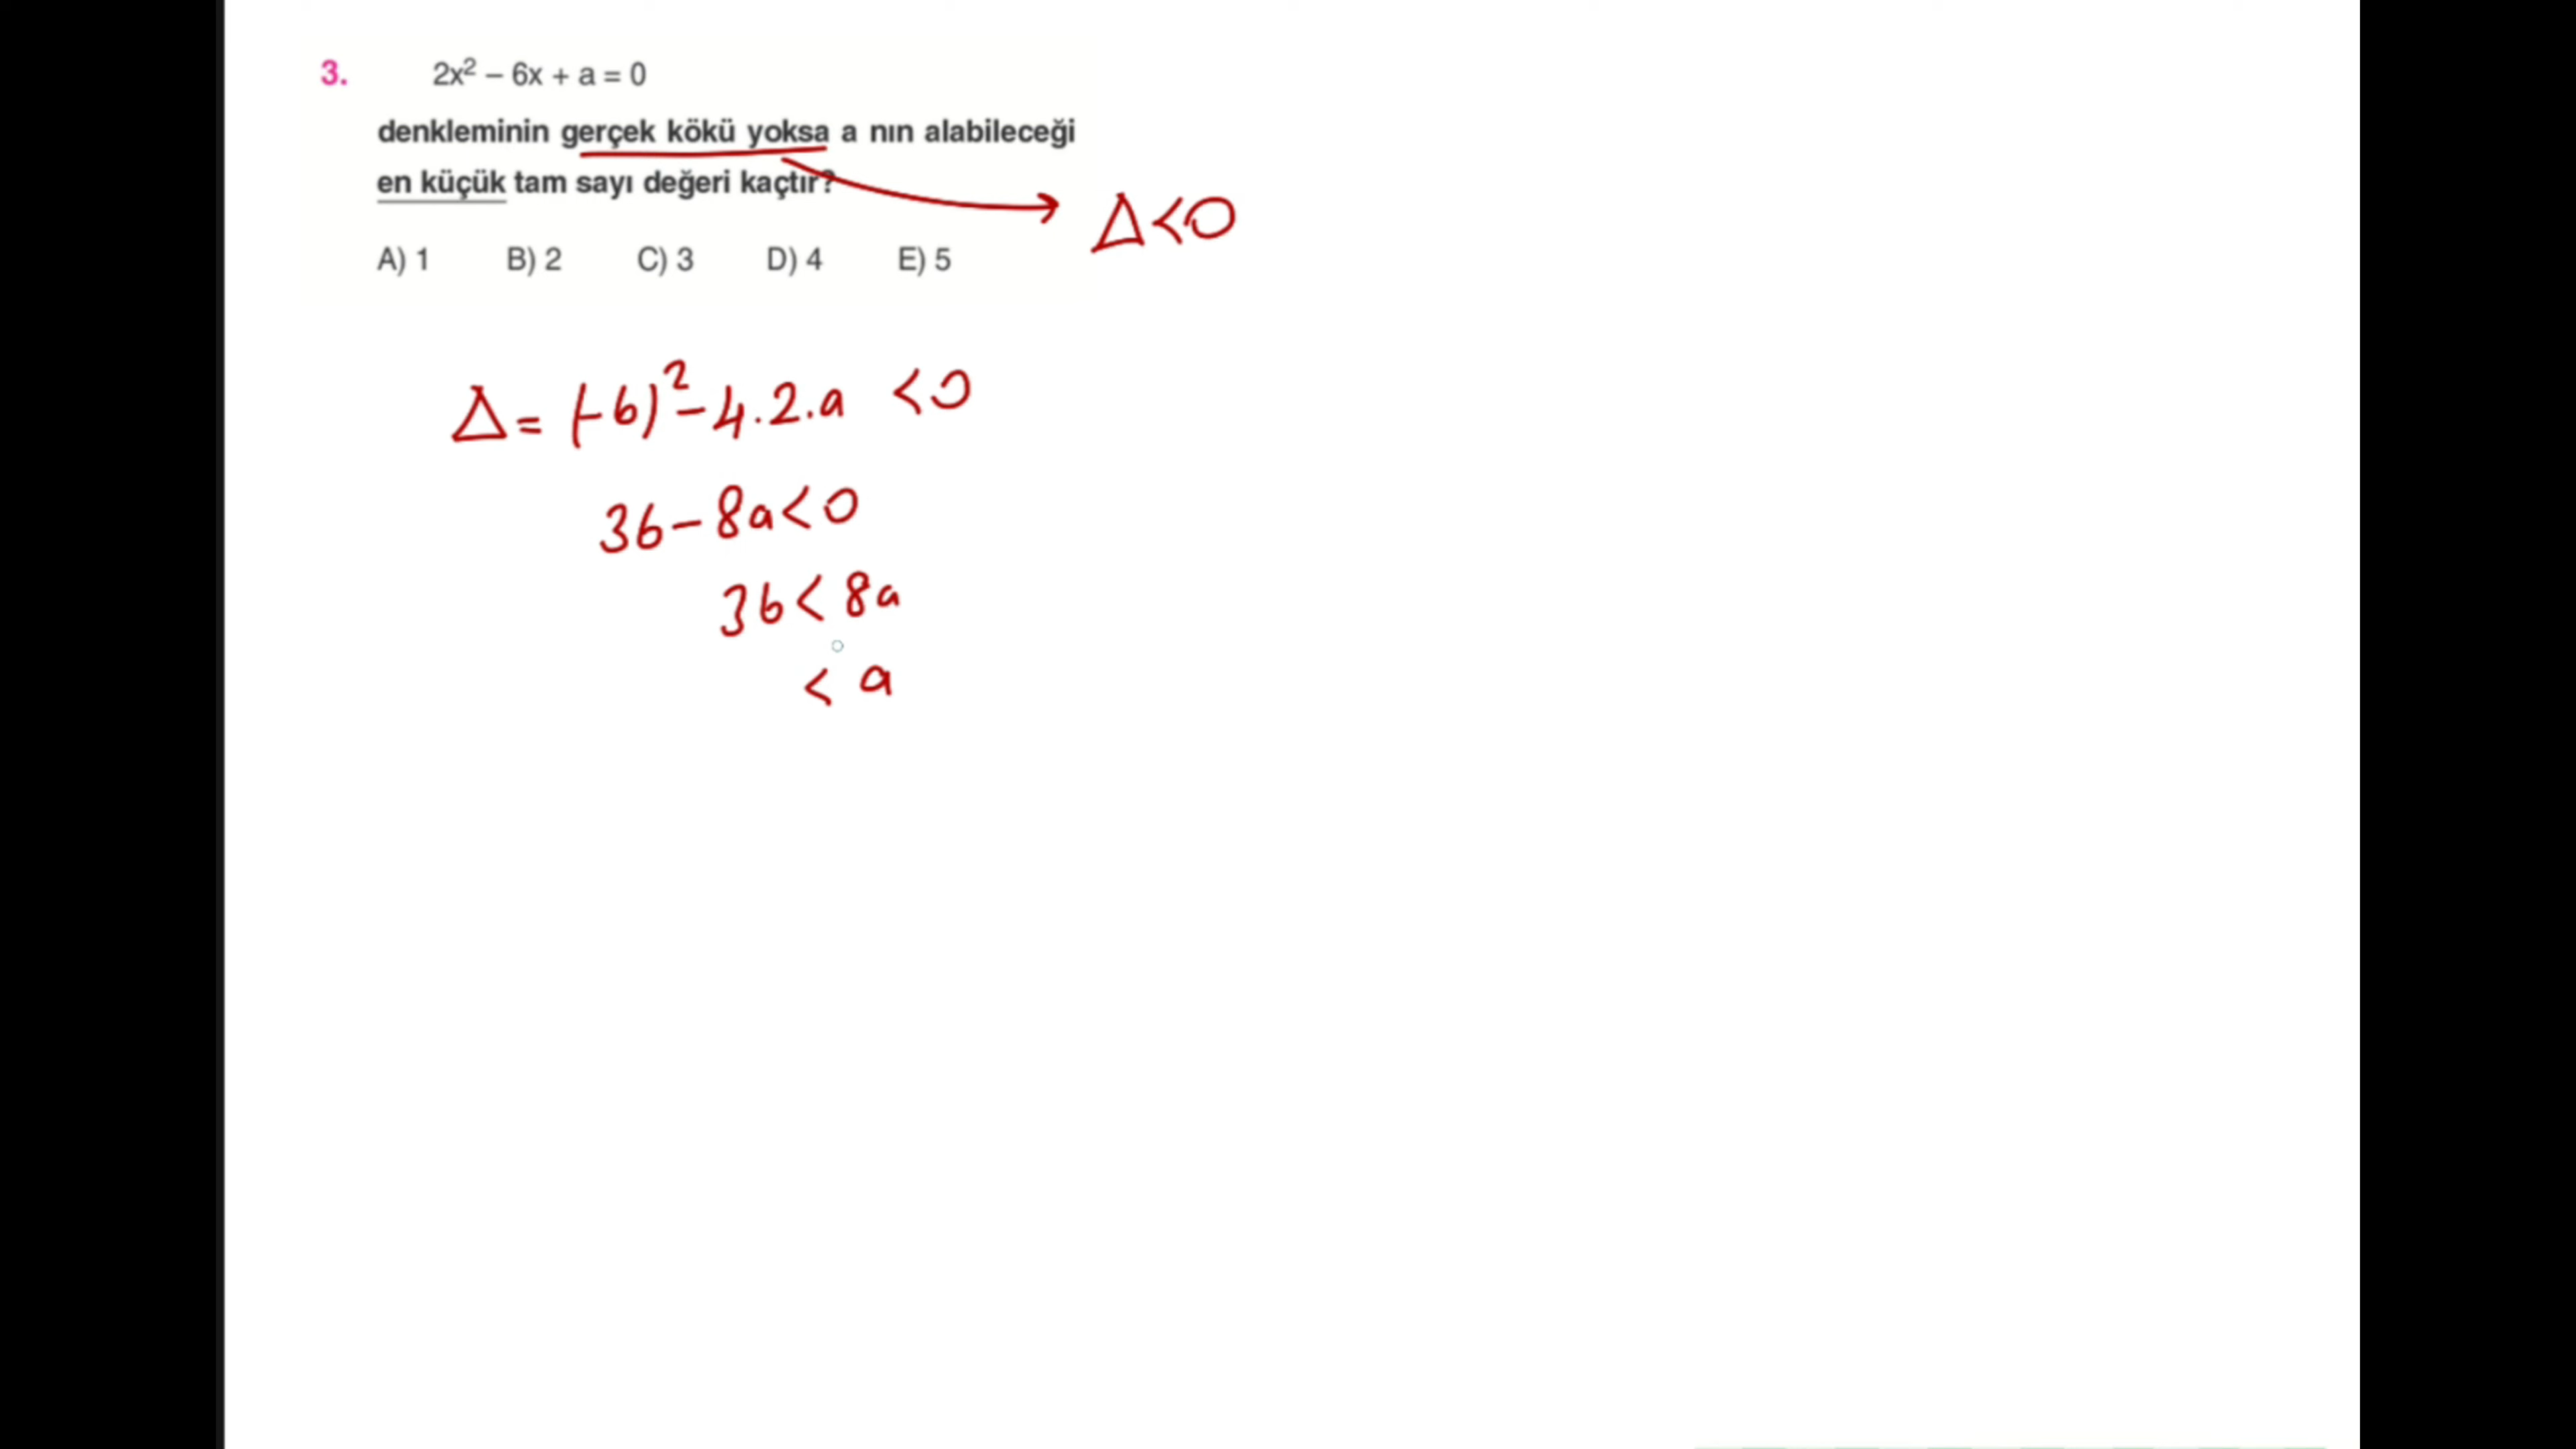 3. 2x² – 6x + a = 0
denkleminin gerçek kökü yoksa a nın alabileceği
en küçük tam sayı değeri kaçtır?
Δ<0
A) 1 B) 2 C) 3 D) 4 E) 5
Δ = (-6)² - 4.2.a <0
36 - 8a < 0
36 < 8a
< a